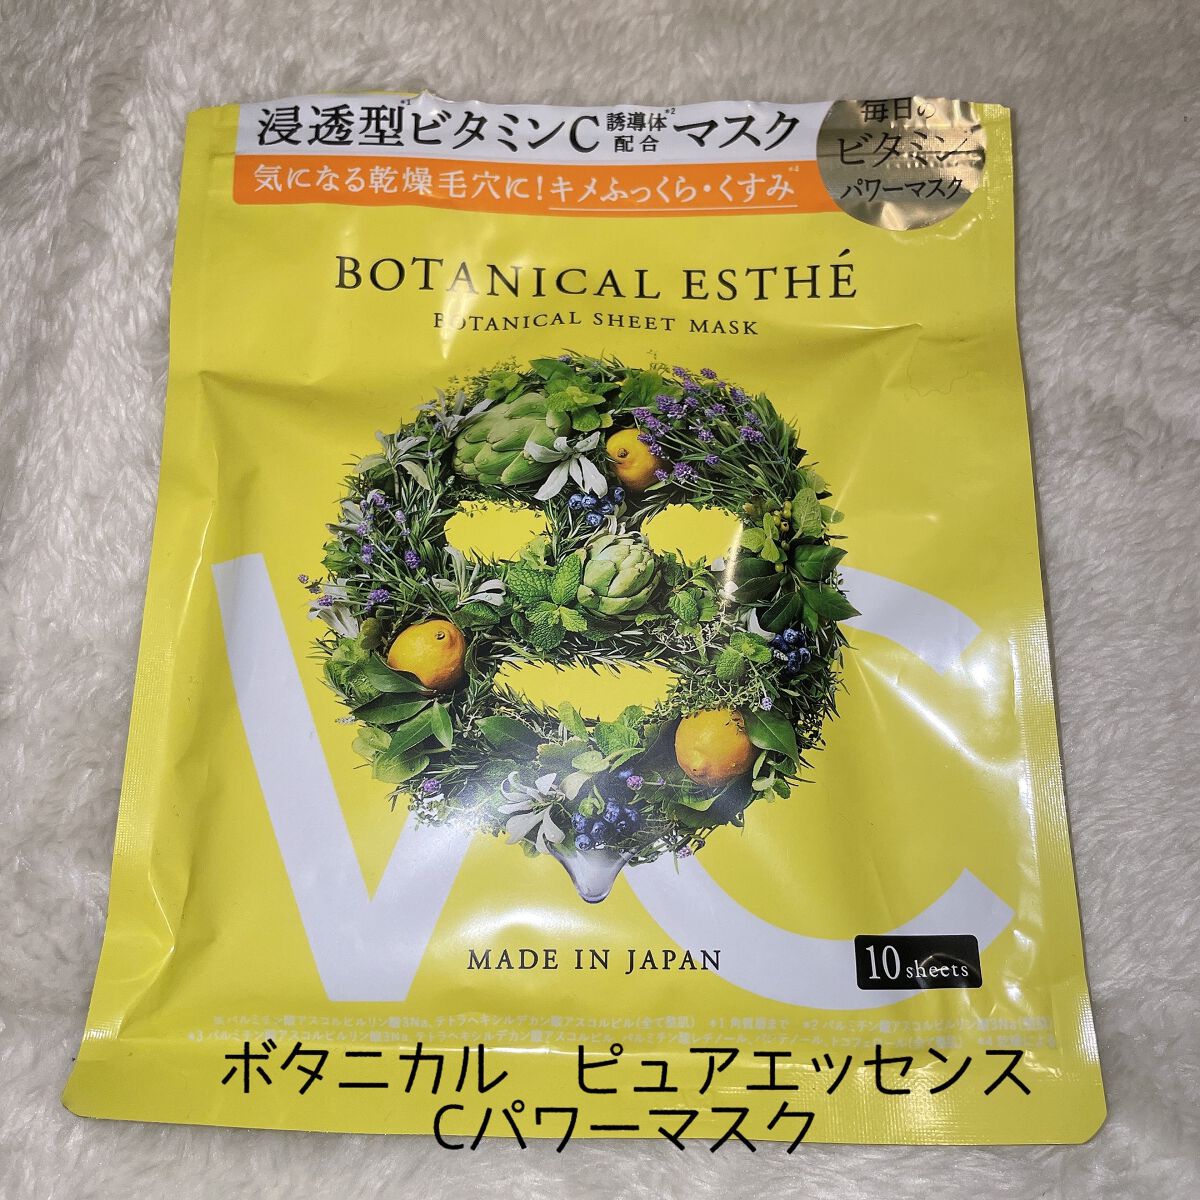 浸透型*1ビタミンC誘導体*2配合マスク
気になる乾燥毛穴に!キメふっくら・くすみ*4
毎日の
ビタミン
パワーマスク
BOTANICAL ESTHÉ
BOTANICAL SHEET MASK
VC
MADE IN JAPAN
10 sheets
ボタニカル　ピュアエッセンス
Cパワーマスク